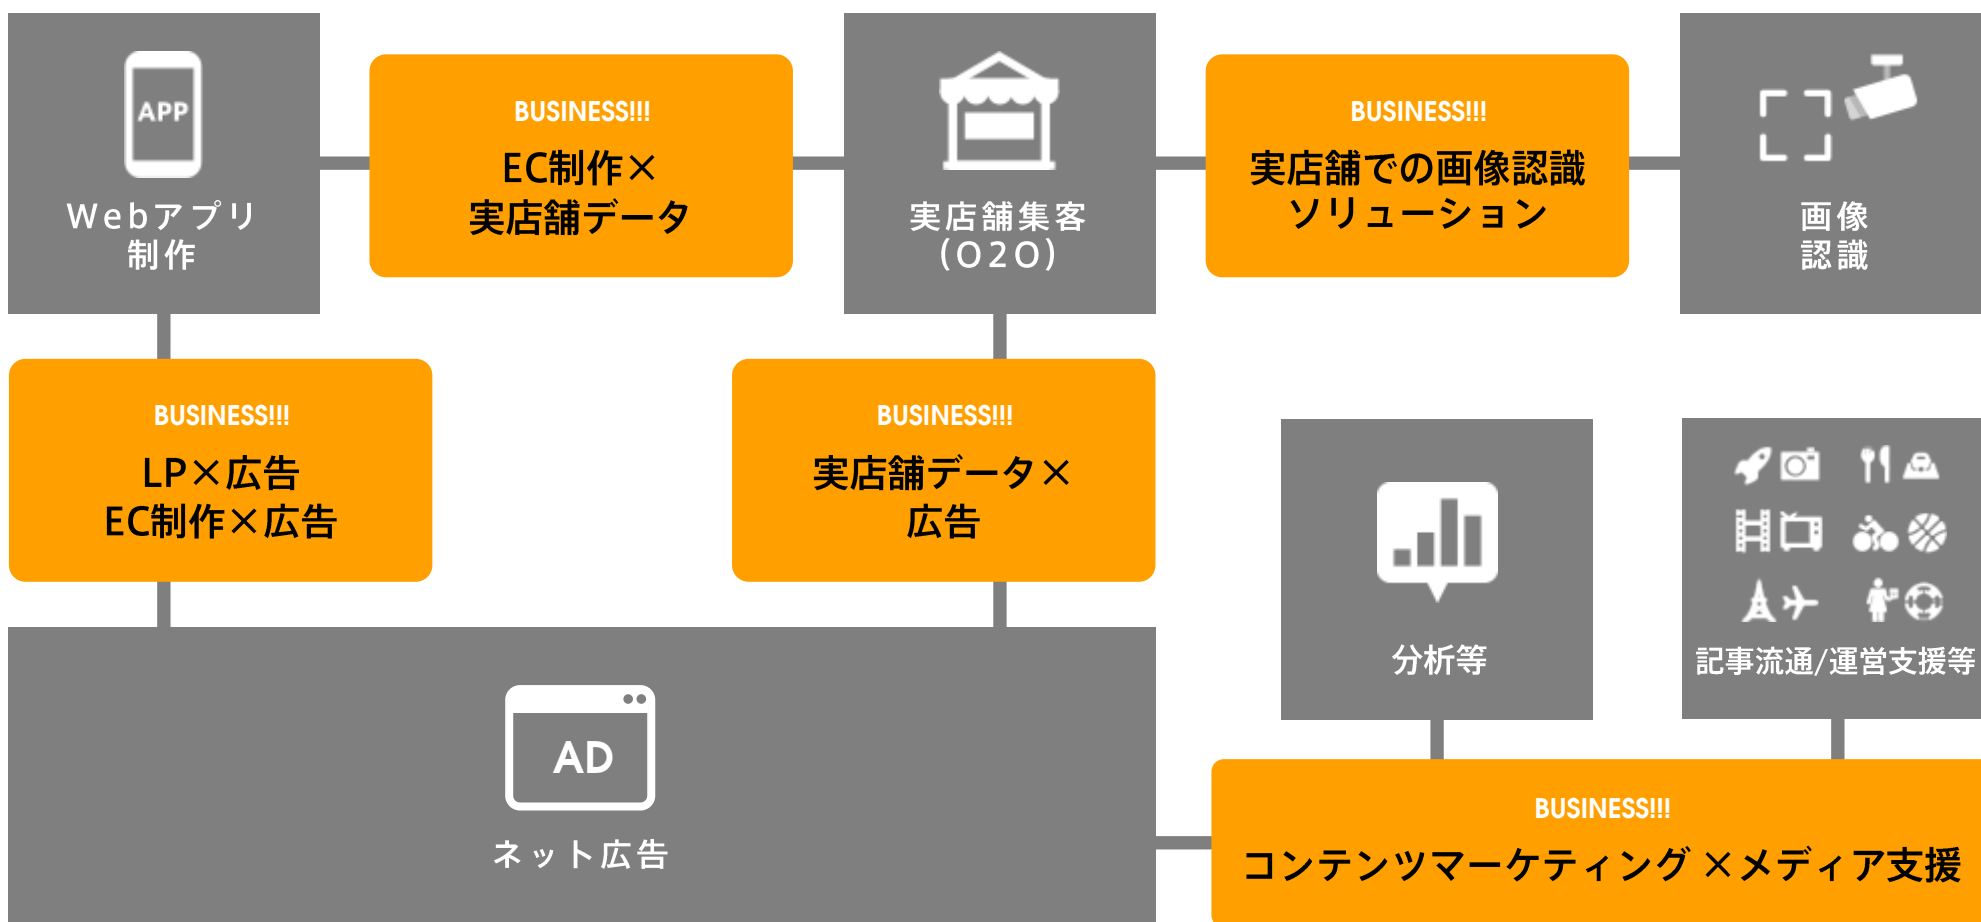 APP
Webアプリ
制作
BUSINESS!!!
EC制作×
実店舗データ
実店舗集客
(O2O)
BUSINESS!!!
実店舗での画像認識
ソリューション
画像
認識
BUSINESS!!!
LP×広告
EC制作×広告
BUSINESS!!!
実店舗データ×
広告
分析等
記事流通/運営支援等
AD
ネット広告
BUSINESS!!!
コンテンツマーケティング ×メディア支援